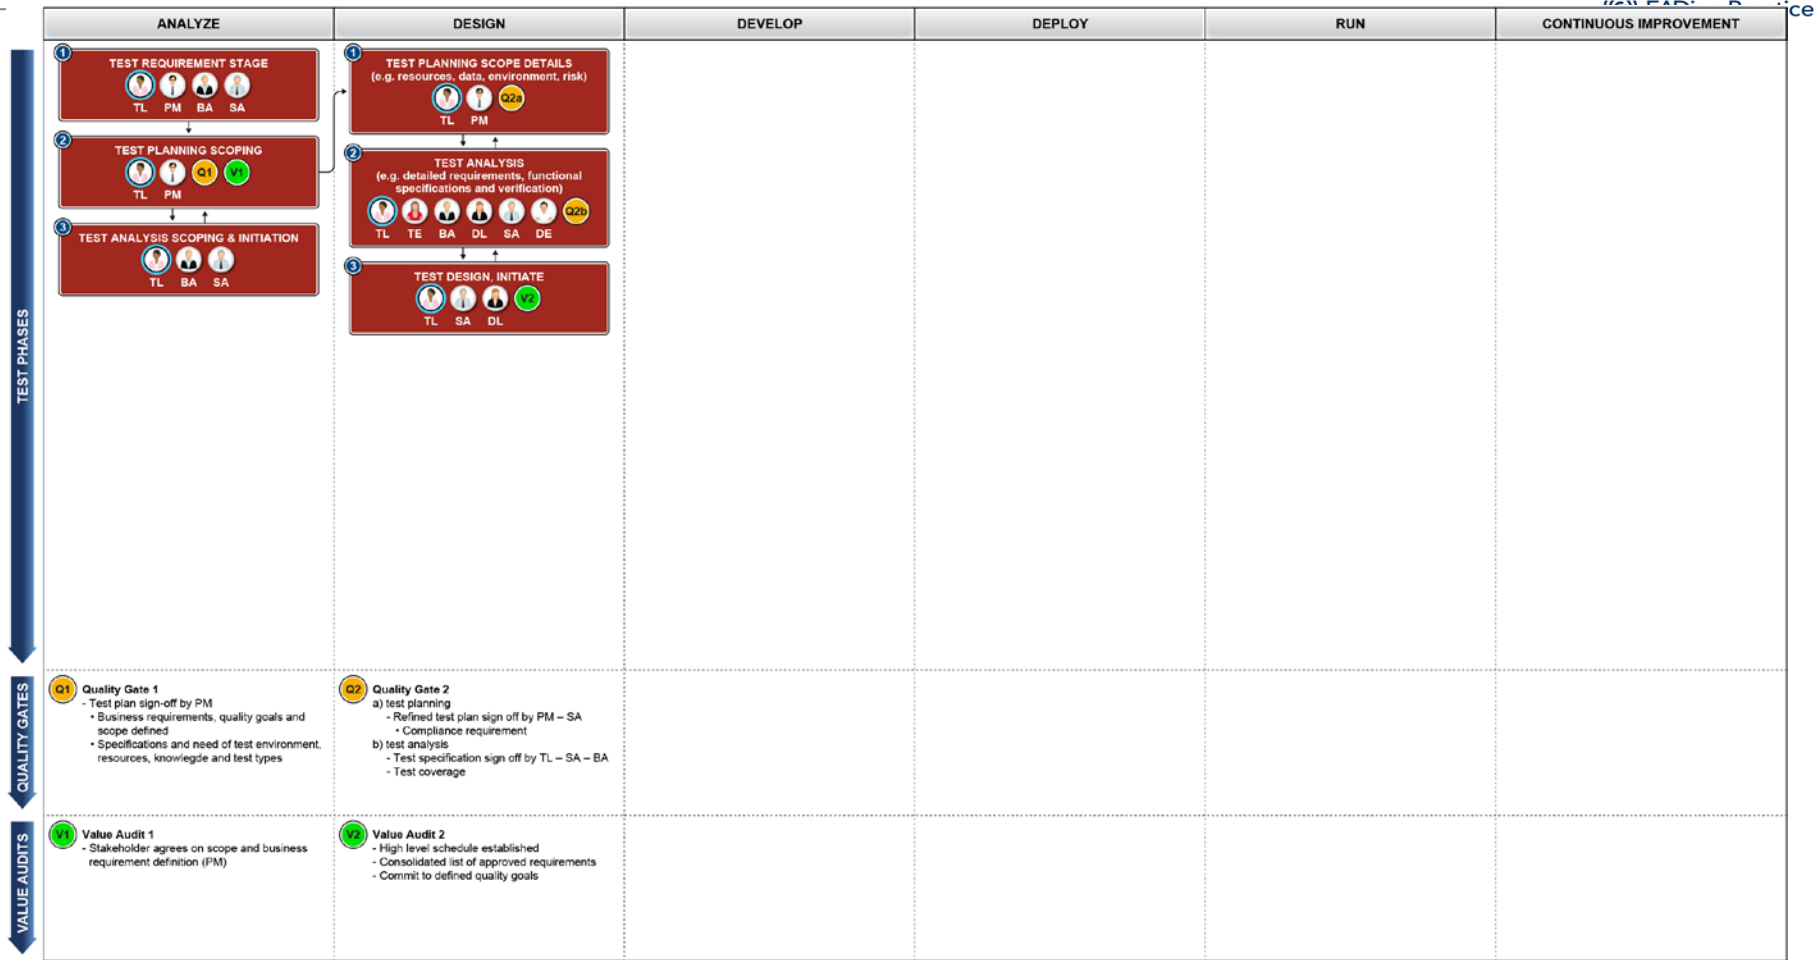 ANALYZE
DESIGN
DEVELOP
DEPLOY
RUN
CONTINUOUS IMPROVEMENT
TEST PHASES
1
TEST REQUIREMENT STAGE
TL PM BA SA
2
TEST PLANNING SCOPING
Q1 V1
TL PM
3
TEST ANALYSIS SCOPING & INITIATION
TL BA SA
1
TEST PLANNING SCOPE DETAILS
(e.g. resources, data, environment, risk)
Q2a
TL PM
2
TEST ANALYSIS
(e.g. detailed requirements, functional
specifications and verification)
Q2b
TL TE BA DL SA DE
3
TEST DESIGN, INITIATE
V2
TL SA DL
QUALITY GATES
Q1 Quality Gate 1
- Test plan sign-off by PM
• Business requirements, quality goals and
scope defined
• Specifications and need of test environment,
resources, knowlegde and test types
Q2 Quality Gate 2
a) test planning
- Refined test plan sign off by PM – SA
• Compliance requirement
b) test analysis
- Test specification sign off by TL – SA – BA
- Test coverage
VALUE AUDITS
V1 Value Audit 1
- Stakeholder agrees on scope and business
requirement definition (PM)
V2 Value Audit 2
- High level schedule established
- Consolidated list of approved requirements
- Commit to defined quality goals